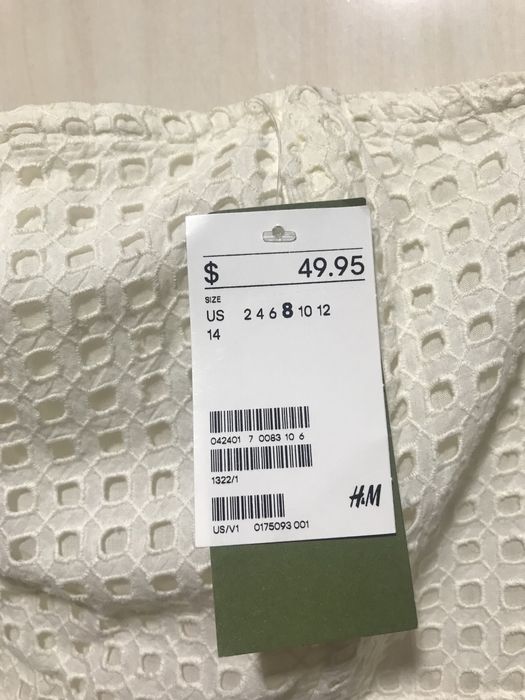 $ 49.95
SIZE
US 2 4 6 8 10 12
14
042401 7 0083 10 6
1322/1
H&M
US/V1 0175093 001